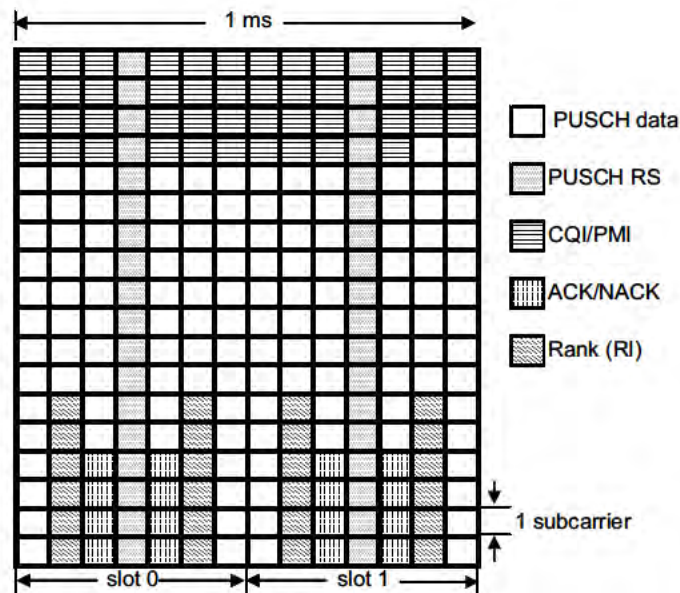 1 ms
PUSCH data
PUSCH RS
CQI/PMI
ACK/NACK
Rank (RI)
1 subcarrier
slot 0
slot 1